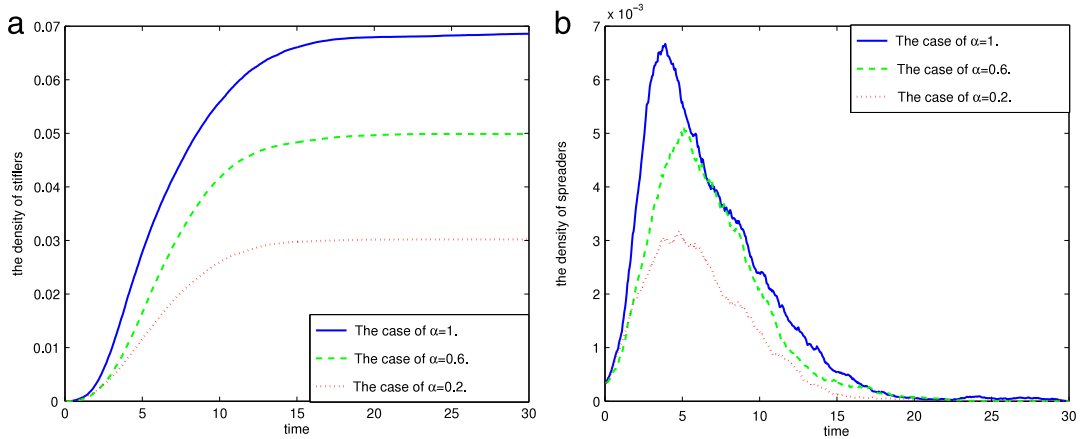 a
0.07
0.06
0.05
0.04
0.03
0.02
0.01
0
the density of stiflers
0 5 10 15 20 25 30
time
The case of α=1.
The case of α=0.6.
The case of α=0.2.
b
x 10⁻³
7
6
5
4
3
2
1
0
the density of spreaders
0 5 10 15 20 25 30
time
The case of α=1.
The case of α=0.6.
The case of α=0.2.